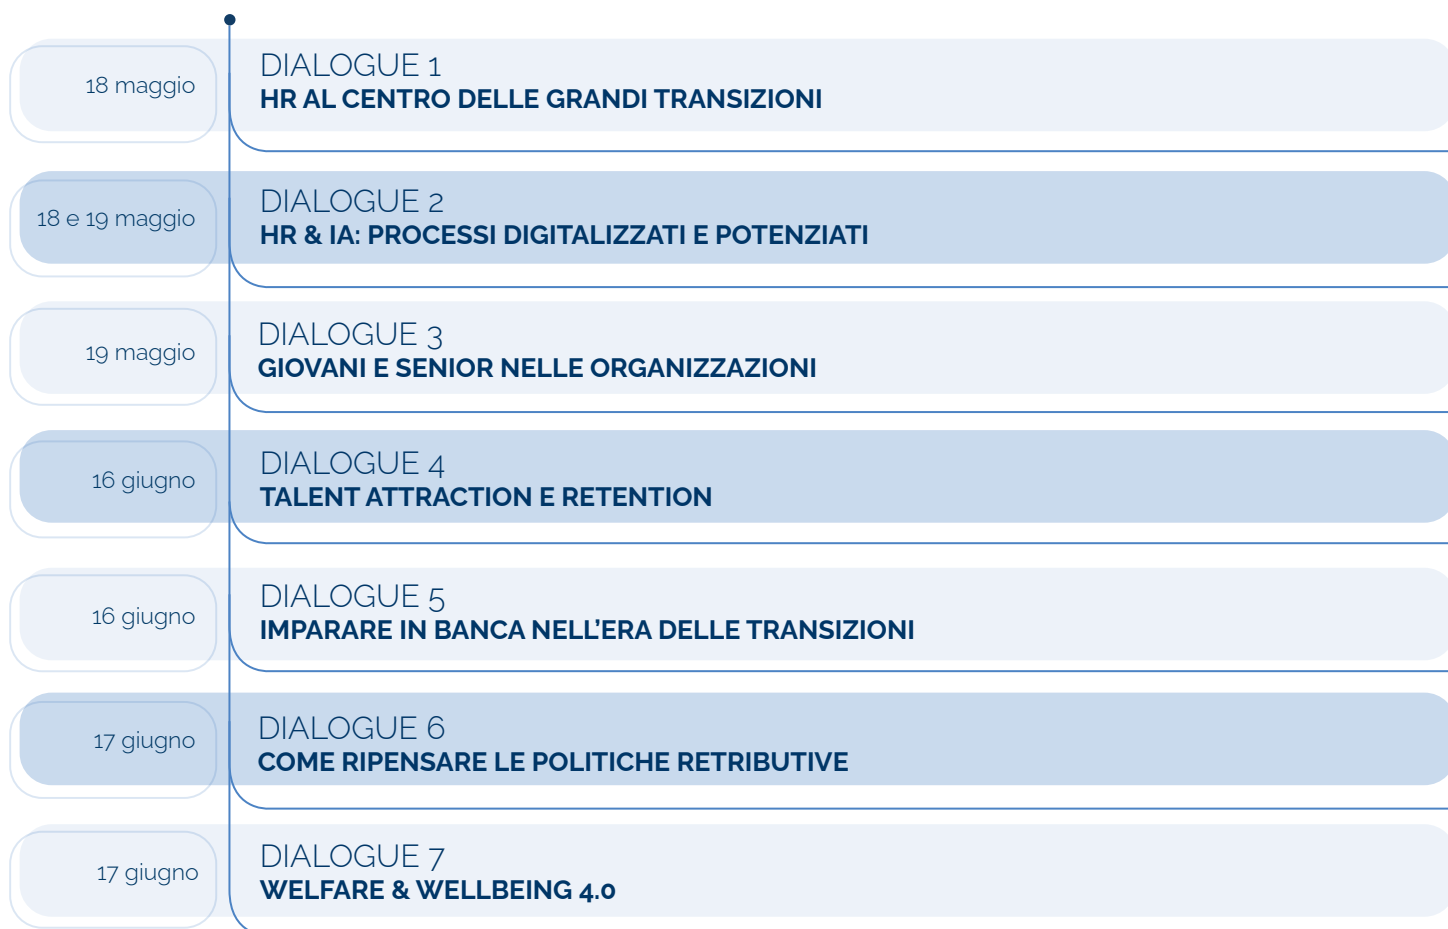 18 maggio
DIALOGUE 1
HR AL CENTRO DELLE GRANDI TRANSIZIONI
18 e 19 maggio
DIALOGUE 2
HR & IA: PROCESSI DIGITALIZZATI E POTENZIATI
19 maggio
DIALOGUE 3
GIOVANI E SENIOR NELLE ORGANIZZAZIONI
16 giugno
DIALOGUE 4
TALENT ATTRACTION E RETENTION
16 giugno
DIALOGUE 5
IMPARARE IN BANCA NELL’ERA DELLE TRANSIZIONI
17 giugno
DIALOGUE 6
COME RIPENSARE LE POLITICHE RETRIBUTIVE
17 giugno
DIALOGUE 7
WELFARE & WELLBEING 4.0